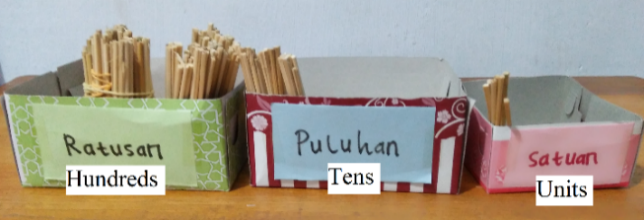 Ratusan
Hundreds
Puluhan
Tens
Satuan
Units